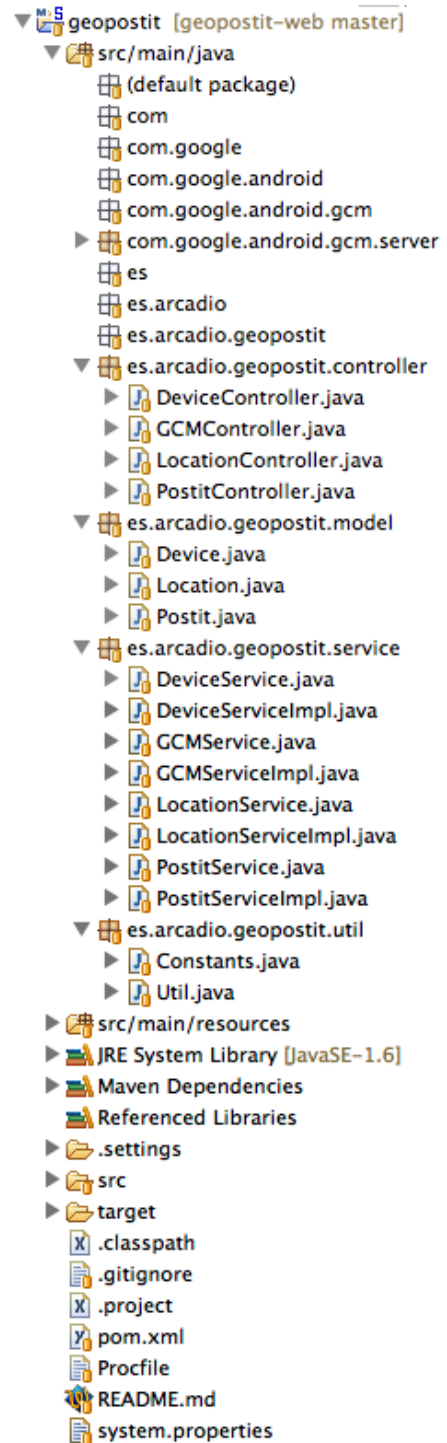 geopostit [geopostit-web master]
src/main/java
(default package)
com
com.google
com.google.android
com.google.android.gcm
com.google.android.gcm.server
es
es.arcadio
es.arcadio.geopostit
es.arcadio.geopostit.controller
DeviceController.java
GCMController.java
LocationController.java
PostitController.java
es.arcadio.geopostit.model
Device.java
Location.java
Postit.java
es.arcadio.geopostit.service
DeviceService.java
DeviceServiceImpl.java
GCMService.java
GCMServiceImpl.java
LocationService.java
LocationServiceImpl.java
PostitService.java
PostitServiceImpl.java
es.arcadio.geopostit.util
Constants.java
Util.java
src/main/resources
JRE System Library [JavaSE-1.6]
Maven Dependencies
Referenced Libraries
.settings
src
target
.classpath
.gitignore
.project
pom.xml
Procfile
README.md
system.properties